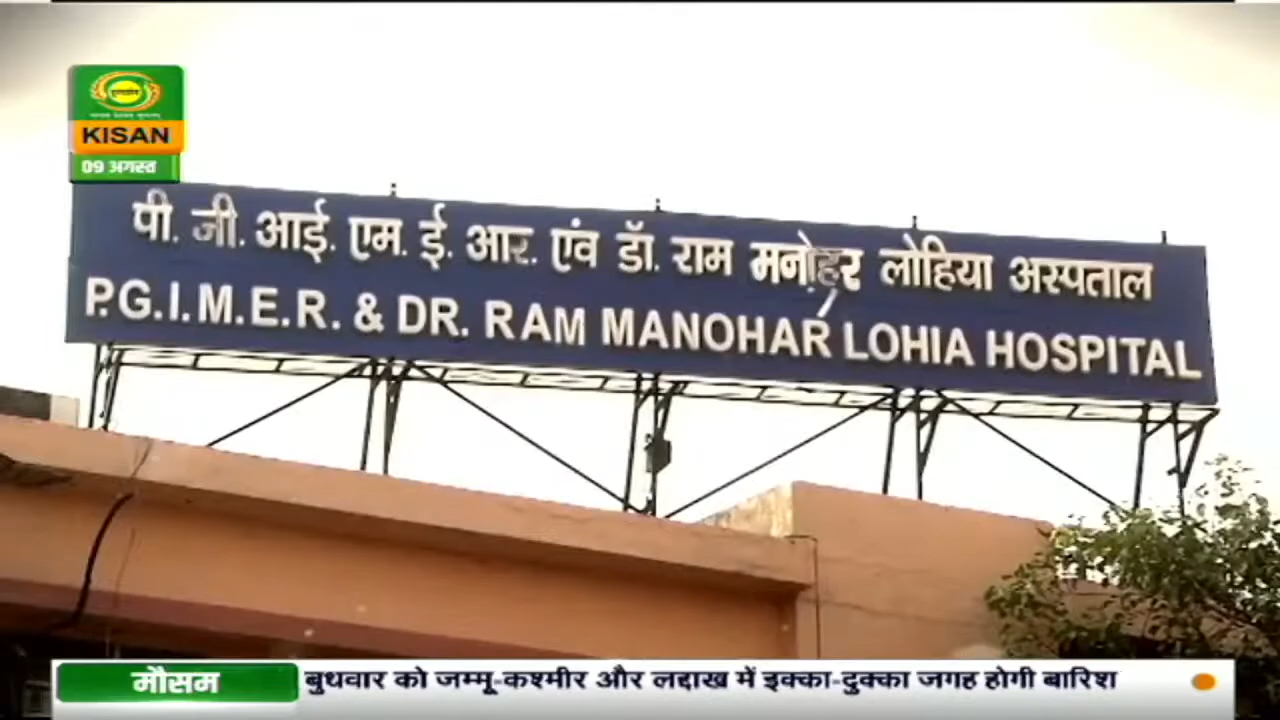 KISAN
09 अगस्त
पी. जी. आई. एम. ई. आर. एंव डॉ. राम मनोहर लोहिया अस्पताल
P.G.I.M.E.R. & DR. RAM MANOHAR LOHIA HOSPITAL
मौसम
बुधवार को जम्मू-कश्मीर और लद्दाख में इक्का-दुक्का जगह होगी बारिश